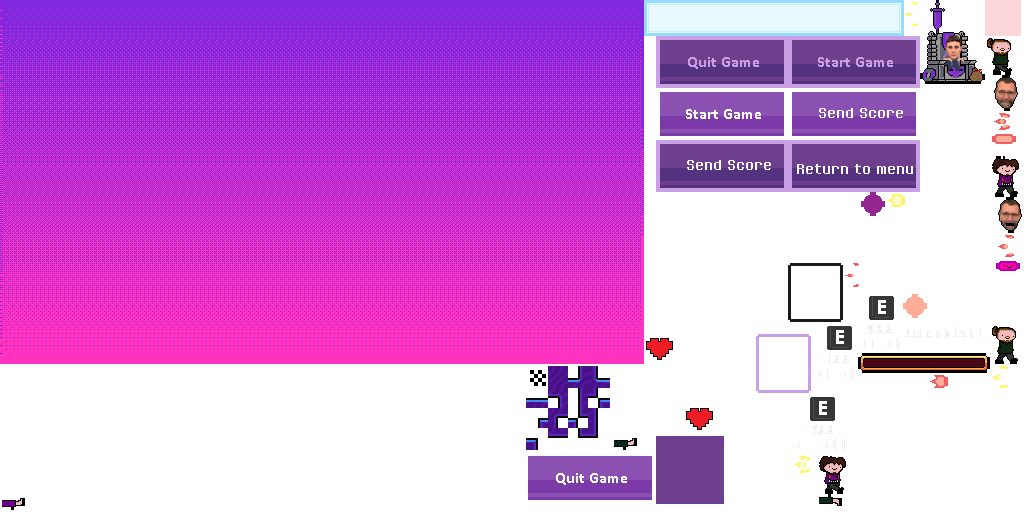 Quit Game
Start Game
Start Game
Send Score
Send Score
Return to menu
E
E
E
Quit Game